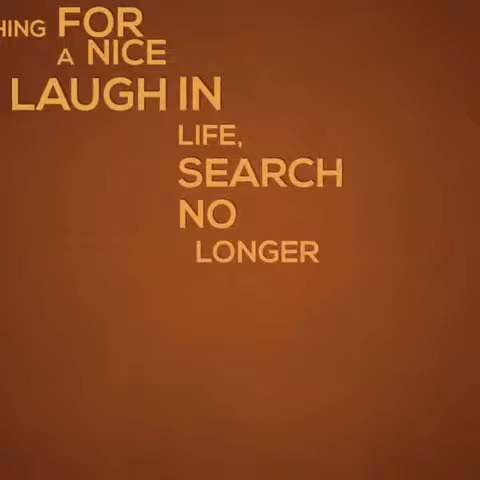 HING FOR
A NICE
LAUGH IN
LIFE,
SEARCH
NO
LONGER